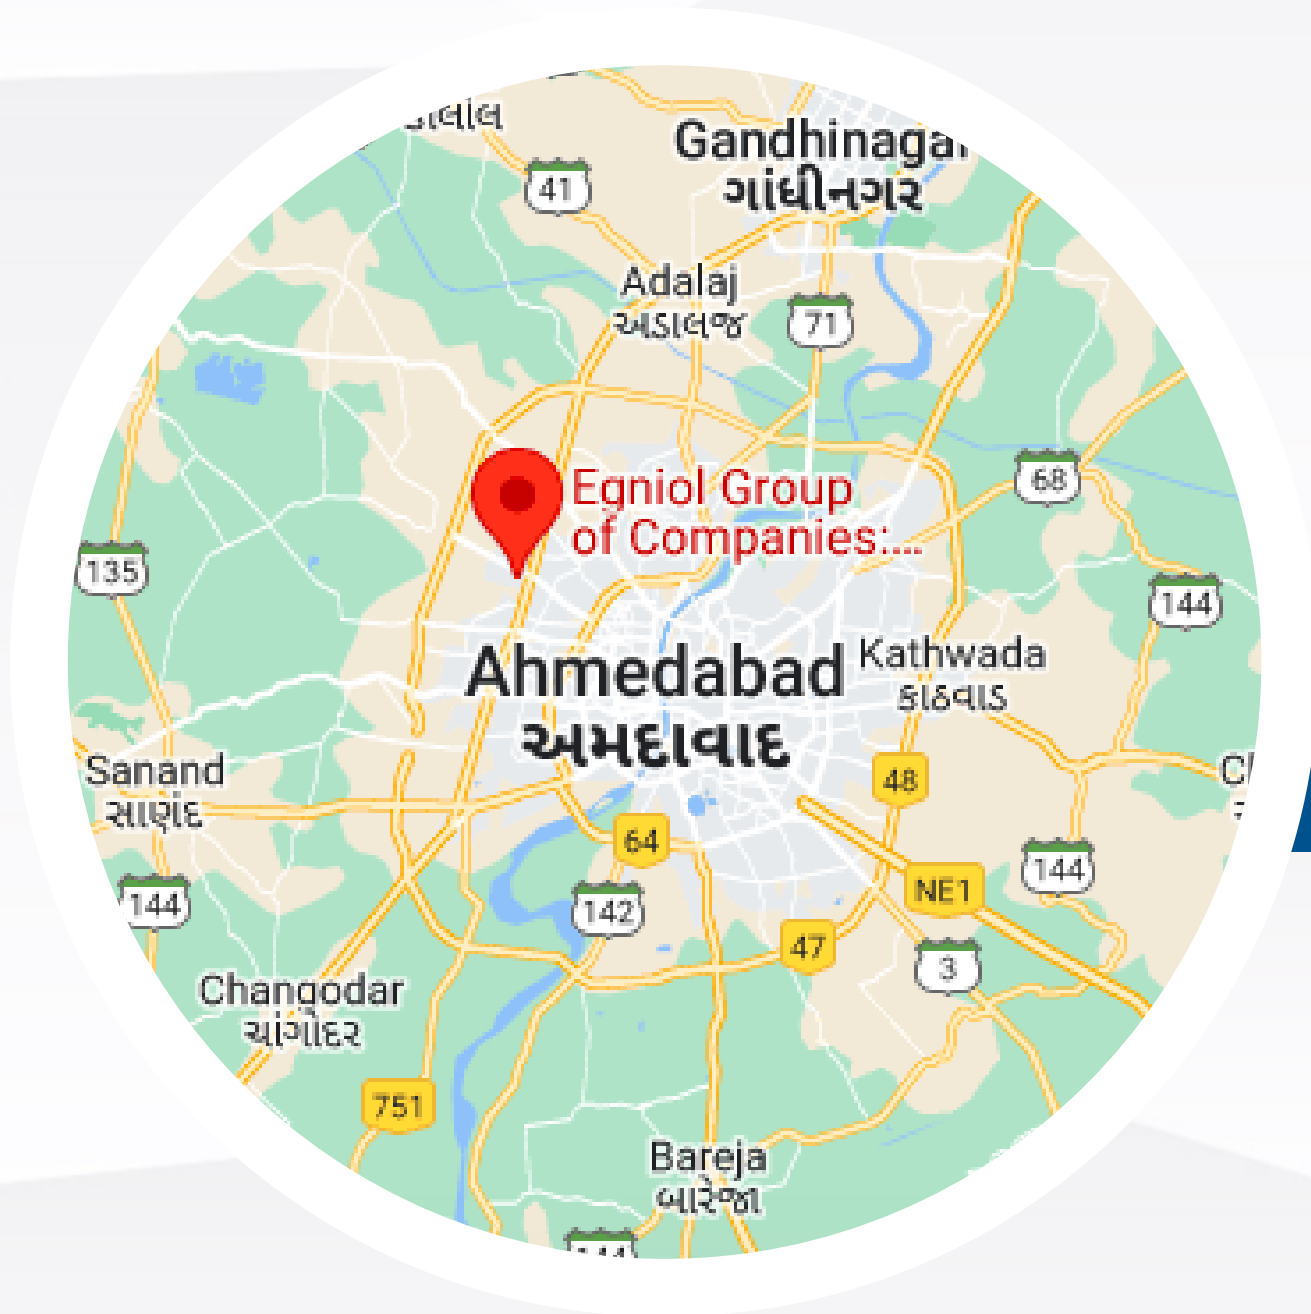 Gandhinagar
ગાંધીનગર
41
Adalaj
અડાલજ
71
68
Egniol Group
of Companies:...
135
144
Ahmedabad
અમદાવાદ
Kathwada
કઠવાડ
Sanand
સાણંદ
48
64
NE1
144
144
142
47
3
Changodar
ચાંગોદર
751
Bareja
બારેજા
144